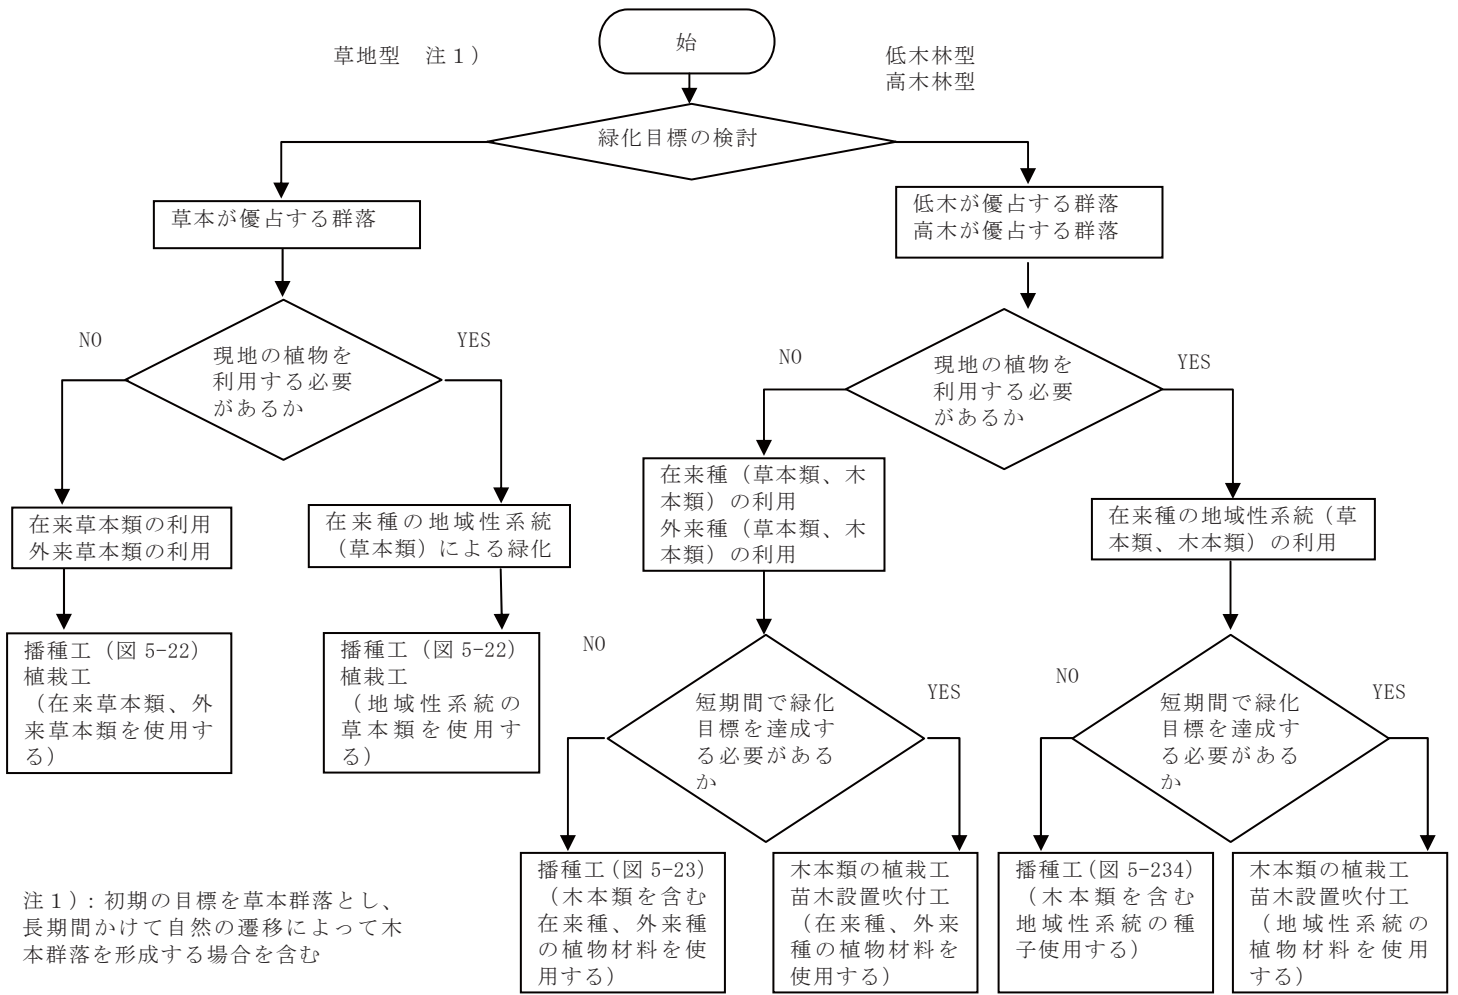 始
草地型　注１）
低木林型
高木林型
緑化目標の検討
草本が優占する群落
低木が優占する群落
高木が優占する群落
NO
YES
現地の植物を
利用する必要
があるか
NO
YES
現地の植物を
利用する必要
があるか
在来草本類の利用
外来草本類の利用
在来種の地域性系統
（草本類）による緑化
在来種（草本類、木
本類）の利用
外来種（草本類、木
本類）の利用
在来種の地域性系統（草
本類、木本類）の利用
播種工（図 5-22）
植栽工
（在来草本類、外
来草本類を使用す
る）
播種工（図 5-22）
植栽工
（地域性系統の
草本類を使用す
る）
NO
YES
短期間で緑化
目標を達成す
る必要がある
か
NO
YES
短期間で緑化
目標を達成す
る必要がある
か
播種工（図 5-23）
（木本類を含む
在来種、外来種
の植物材料を使
用する）
木本類の植栽工
苗木設置吹付工
（在来種、外来
種の植物材料を
使用する）
播種工（図 5-234）
（木本類を含む
地域性系統の種
子使用する）
木本類の植栽工
苗木設置吹付工
（地域性系統の
植物材料を使用
する）
注１）：初期の目標を草本群落とし、
長期間かけて自然の遷移によって木
本群落を形成する場合を含む